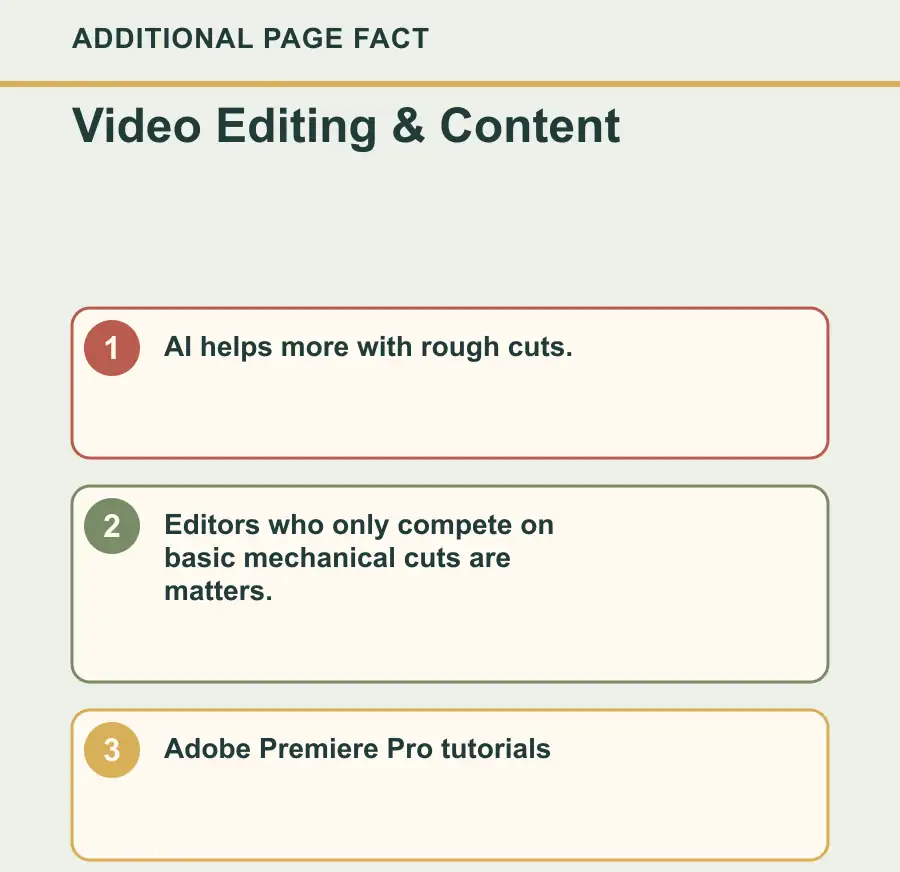 ADDITIONAL PAGE FACT
Video Editing & Content
1
AI helps more with rough cuts.
2
Editors who only compete on
basic mechanical cuts are
matters.
3
Adobe Premiere Pro tutorials